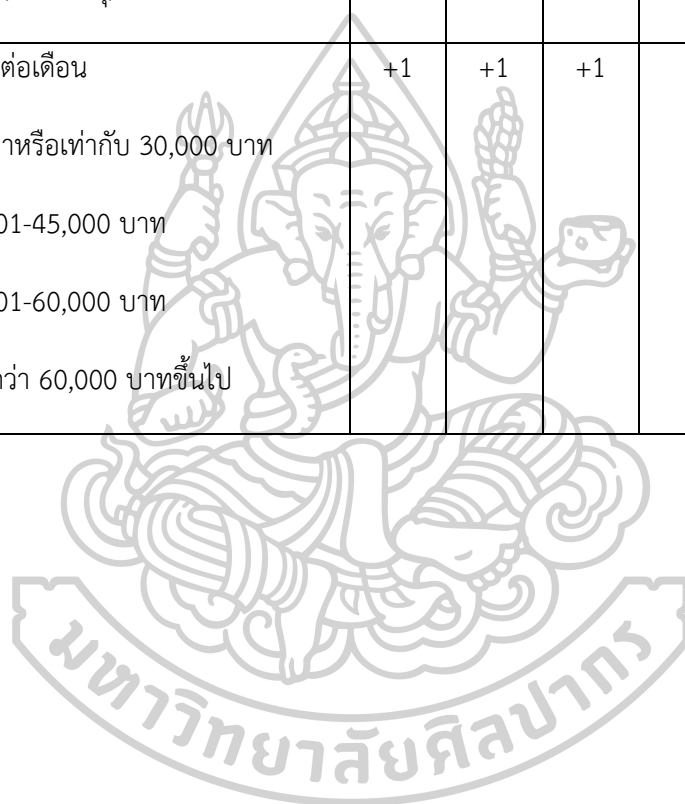 ต่อเดือน +1 +1 +1
าหรือเท่ากับ 30,000 บาท
01-45,000 บาท
01-60,000 บาท
ว่า 60,000 บาทขึ้นไป
มหาวิทยาลัยศิลปากร